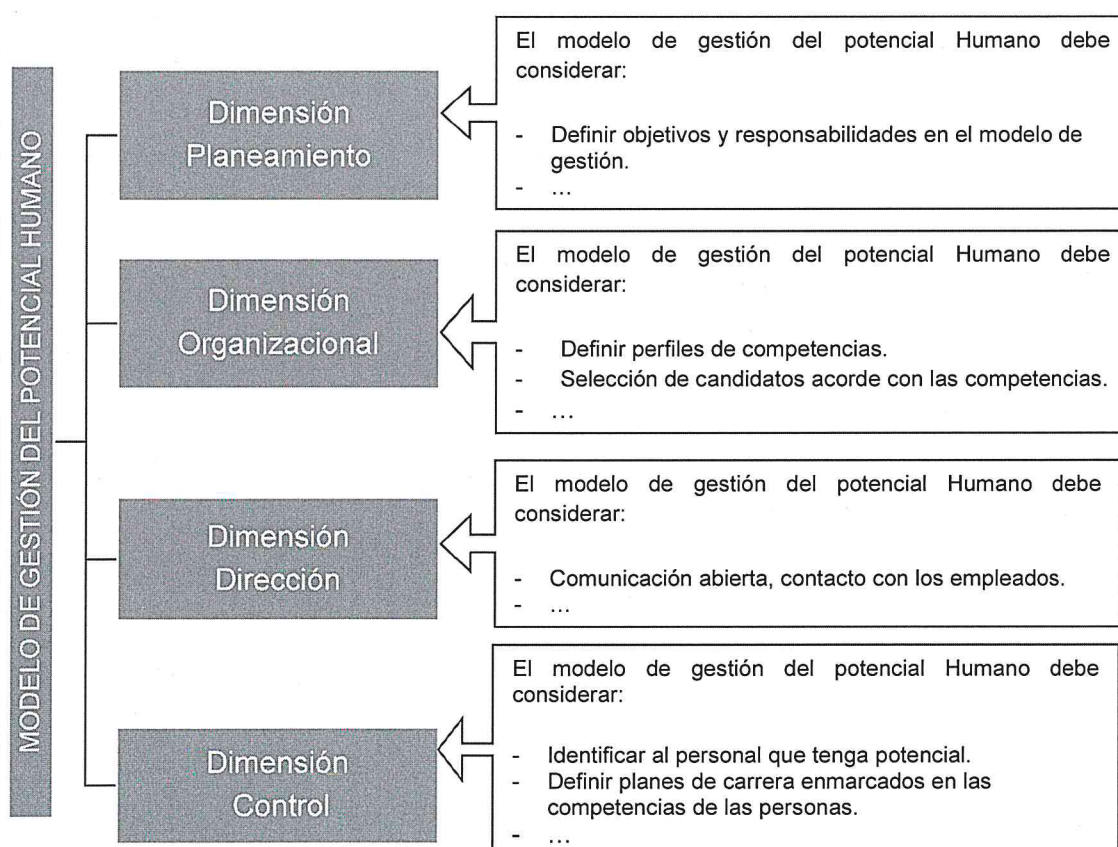 MODELO DE GESTIÓN DEL POTENCIAL HUMANO
Dimensión
Planeamiento
El modelo de gestión del potencial Humano debe
considerar:
- Definir objetivos y responsabilidades en el modelo de
gestión.
- ...
Dimensión
Organizacional
El modelo de gestión del potencial Humano debe
considerar:
- Definir perfiles de competencias.
- Selección de candidatos acorde con las competencias.
- ...
Dimensión
Dirección
El modelo de gestión del potencial Humano debe
considerar:
- Comunicación abierta, contacto con los empleados.
- ...
Dimensión
Control
El modelo de gestión del potencial Humano debe
considerar:
- Identificar al personal que tenga potencial.
- Definir planes de carrera enmarcados en las
competencias de las personas.
- ...